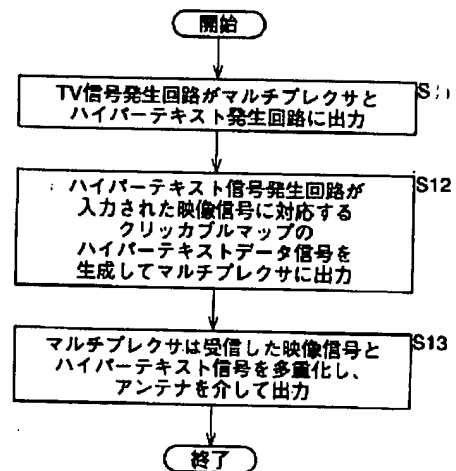 開始
TV信号発生回路がマルチプレクサと
ハイパーテキスト発生回路に出力
ハイパーテキスト信号発生回路が
入力された映像信号に対応する
クリッカブルマップの
ハイパーテキストデータ信号を
生成してマルチプレクサに出力
S12
マルチプレクサは受信した映像信号と
ハイパーテキスト信号を多重化し、
アンテナを介して出力
S13
終了